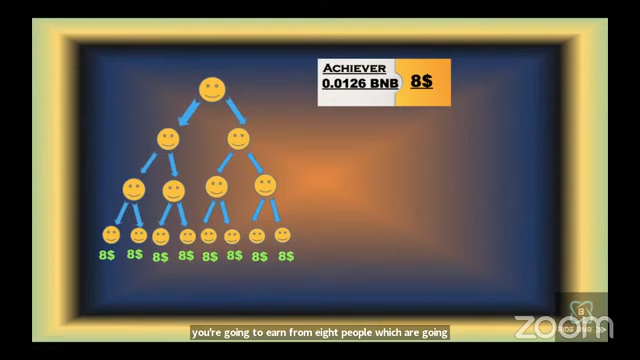 ACHIEVER
0.0126 BNB 8$
8$ 8$ 8$ 8$ 8$ 8$ 8$ 8$
zoom
you're going to earn from eight people which are going